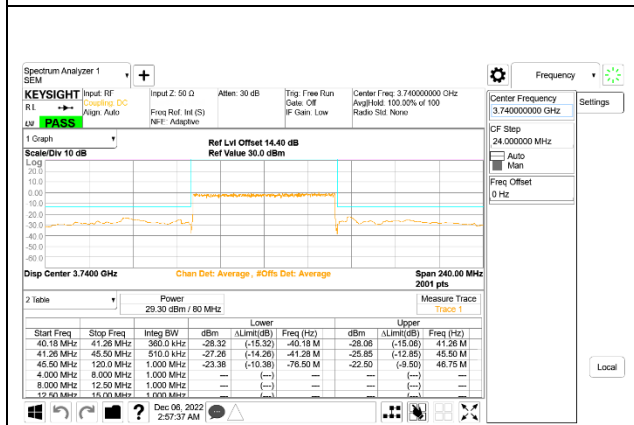 Spectrum Analyzer 1
SEM
Frequency
KEYSIGHT Input: RF Input Z: 50 Ω Atten: 30 dB Trig: Free Run Center Freq: 3.740000000 GHz
RL Coupling: DC Gate: Off Avg|Hold: 100.00% of 100
Align: Auto Freq Ref: Int (S) IF Gain: Low Radio Std: None
NFE: Adaptive
PASS
Center Frequency
3.740000000 GHz
Settings
CF Step
24.000000 MHz
Auto
Man
Freq Offset
0 Hz
1 Graph
Ref Lvl Offset 14.40 dB
Scale/Div 10 dB Ref Value 30.0 dBm
Log
20.0
10.0
0.00
-10.0
-20.0
-30.0
-40.0
-50.0
-60.0
Disp Center 3.7400 GHz Chan Det: Average , #Offs Det: Average Span 240.00 MHz
2001 pts
2 Table Power Measure Trace
29.30 dBm / 80 MHz Trace 1
Lower Upper
Start Freq Stop Freq Integ BW dBm ΔLimit(dB) Freq (Hz) dBm ΔLimit(dB) Freq (Hz)
40.18 MHz 41.26 MHz 360.0 kHz -28.32 (-15.32) -40.18 M -28.06 (-15.06) 41.26 M
41.26 MHz 45.50 MHz 510.0 kHz -27.26 (-14.26) -41.28 M -25.85 (-12.85) 45.50 M
45.50 MHz 120.0 MHz 1.000 MHz -23.38 (-10.38) -76.50 M -22.50 (-9.50) 46.75 M
4.000 MHz 8.000 MHz 1.000 MHz --- (---) --- --- (---) ---
8.000 MHz 12.50 MHz 1.000 MHz --- (---) --- --- (---) ---
12.50 MHz 15.00 MHz 1.000 MHz --- (---) --- --- (---) ---
Local
? Dec 06, 2022
2:57:37 AM